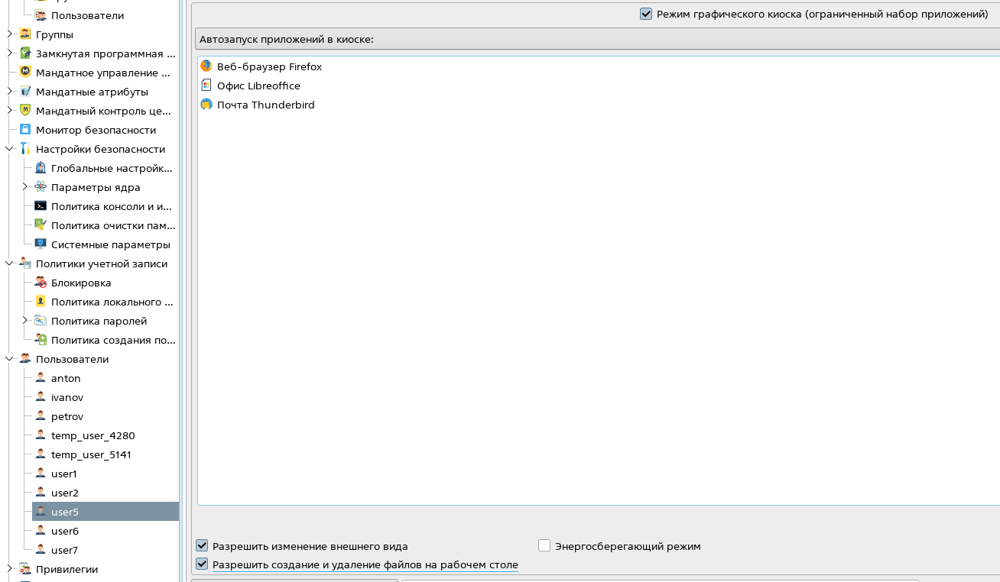 Пользователи
Группы
Замкнутая программная ...
Мандатное управление ...
Мандатные атрибуты
Мандатный контроль це...
Монитор безопасности
Настройки безопасности
Глобальные настройк...
Параметры ядра
Политика консоли и и...
Политика очистки пам...
Системные параметры
Политики учетной записи
Блокировка
Политика локального ...
Политика паролей
Политика создания по...
Пользователи
anton
ivanov
petrov
temp_user_4280
temp_user_5141
user1
user2
user5
user6
user7
Привилегии
Режим графического киоска (ограниченный набор приложений)
Автозапуск приложений в киоске:
Веб-браузер Firefox
Офис Libreoffice
Почта Thunderbird
Разрешить изменение внешнего вида
Энергосберегающий режим
Разрешить создание и удаление файлов на рабочем столе